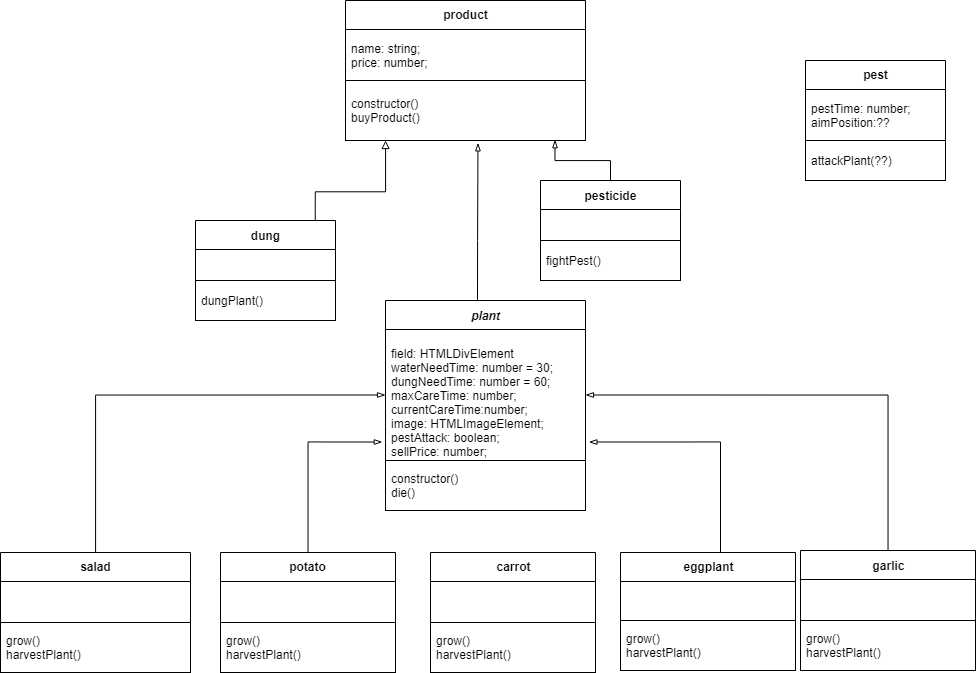 product
name: string;
price: number;
constructor()
buyProduct()
pest
pestTime: number;
aimPosition:??
attackPlant(??)
pesticide
fightPest()
dung
dungPlant()
plant
field: HTMLDivElement
waterNeedTime: number = 30;
dungNeedTime: number = 60;
maxCareTime: number;
currentCareTime:number;
image: HTMLImageElement;
pestAttack: boolean;
sellPrice: number;
constructor()
die()
salad
grow()
harvestPlant()
potato
grow()
harvestPlant()
carrot
grow()
harvestPlant()
eggplant
grow()
harvestPlant()
garlic
grow()
harvestPlant()